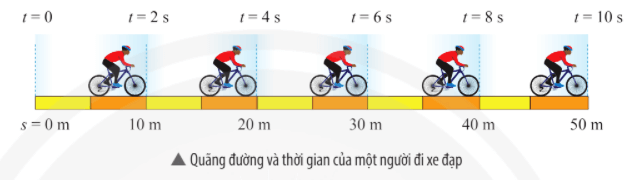 t = 0 t = 2 s t = 4 s t = 6 s t = 8 s t = 10 s
s = 0 m 10 m 20 m 30 m 40 m 50 m
▲ Quãng đường và thời gian của một người đi xe đạp